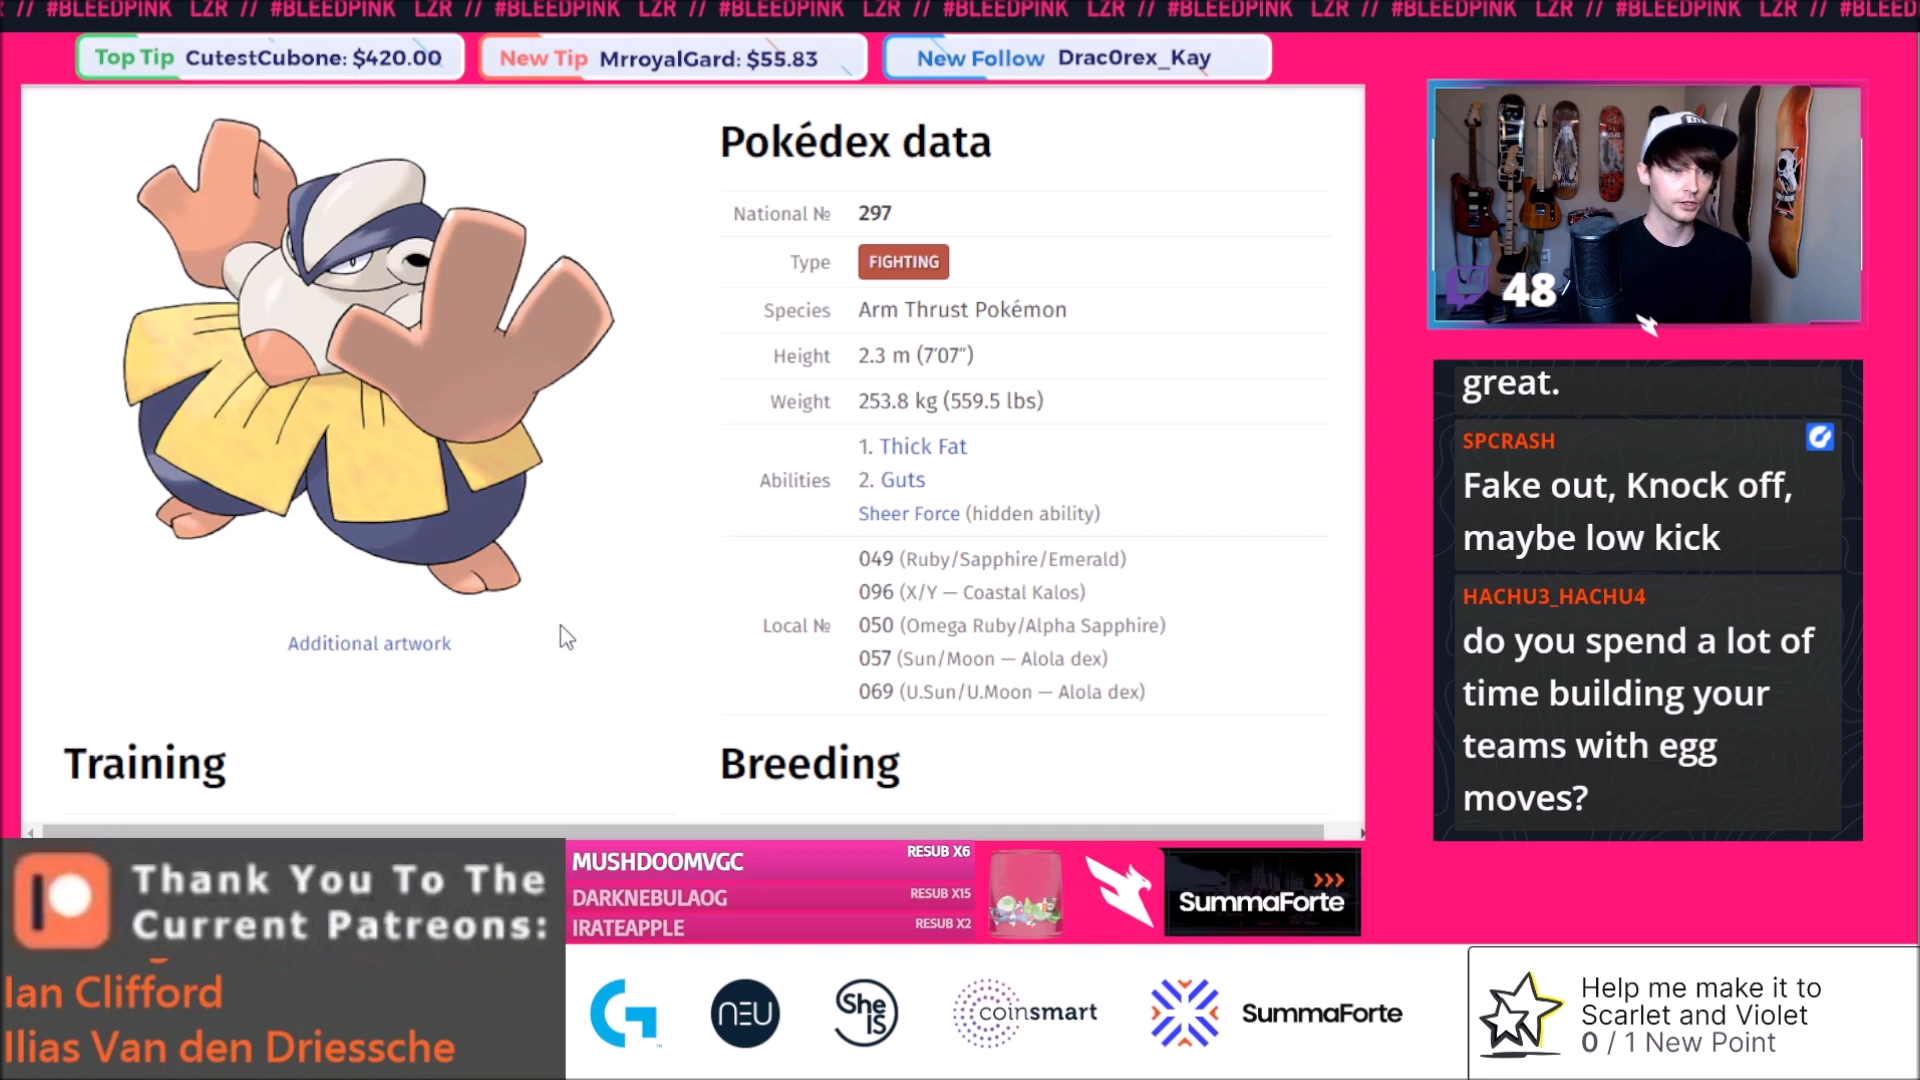 // #BLEEDPINK LZR // #BLEEDPINK LZR // #BLEEDPINK LZR // #BLEEDPINK LZR // #BLEEDPINK LZR // #BLEEDPINK LZR // #BLEEDPINK LZR // #BLEEDPINK LZR // #BLEED
Top Tip CutestCubone: $420.00
New Tip MrroyalGard: $55.83
New Follow Drac0rex_Kay
Pokédex data
National № 297
Type FIGHTING
Species Arm Thrust Pokémon
Height 2.3 m (7′07″)
Weight 253.8 kg (559.5 lbs)
Abilities
1. Thick Fat
2. Guts
Sheer Force (hidden ability)
Local №
049 (Ruby/Sapphire/Emerald)
096 (X/Y — Coastal Kalos)
050 (Omega Ruby/Alpha Sapphire)
057 (Sun/Moon — Alola dex)
069 (U.Sun/U.Moon — Alola dex)
Additional artwork
Training
Breeding
48
great.
SPCRASH
Fake out, Knock off,
maybe low kick
HACHU3_HACHU4
do you spend a lot of
time building your
teams with egg
moves?
Thank You To The
Current Patreons:
Ian Clifford
Ilias Van den Driessche
MUSHDOOMVGC RESUB X6
DARKNEBULAOG RESUB X15
IRATEAPPLE RESUB X2
SummaForte
G
NEU
She
IS
coinsmart
SummaForte
Help me make it to
Scarlet and Violet
0 / 1 New Point